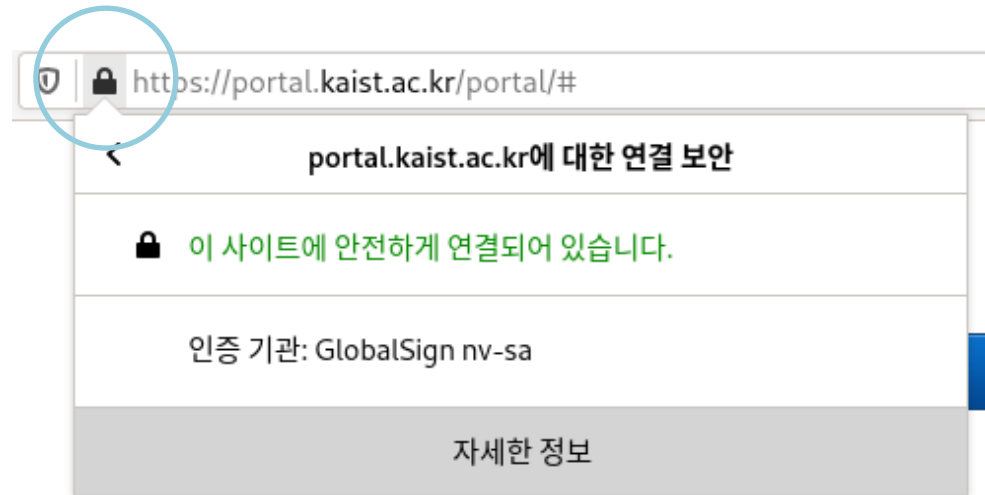 https://portal.kaist.ac.kr/portal/#
portal.kaist.ac.kr에 대한 연결 보안
이 사이트에 안전하게 연결되어 있습니다.
인증 기관: GlobalSign nv-sa
자세한 정보